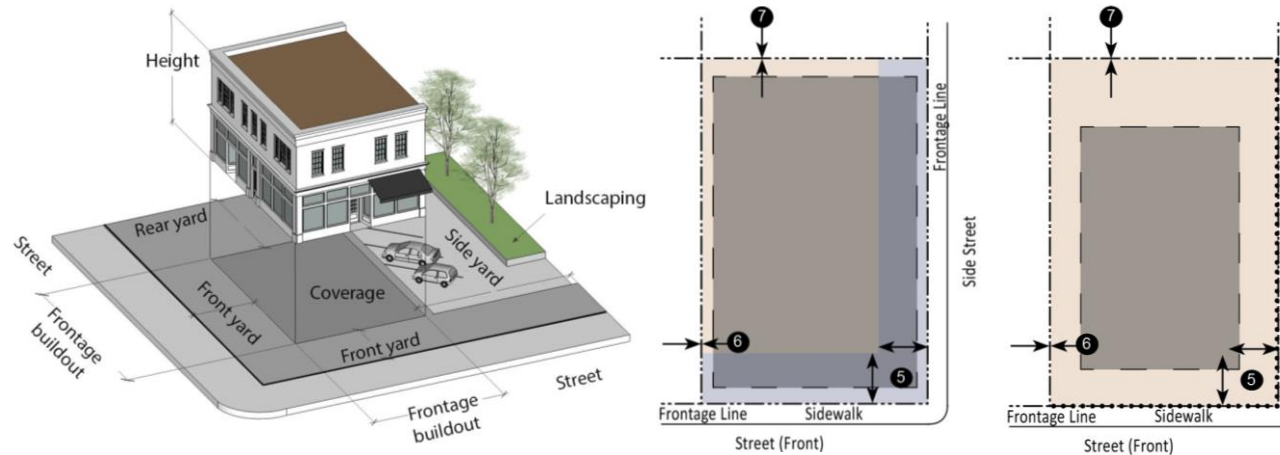 Height
Rear yard
Landscaping
Side yard
Street
Coverage
Front yard
Frontage
buildout
Front yard
Street
Frontage
buildout
7
Frontage Line
Side Street
6
5
Frontage Line
Sidewalk
Street (Front)
7
6
5
Frontage Line
Sidewalk
Street (Front)